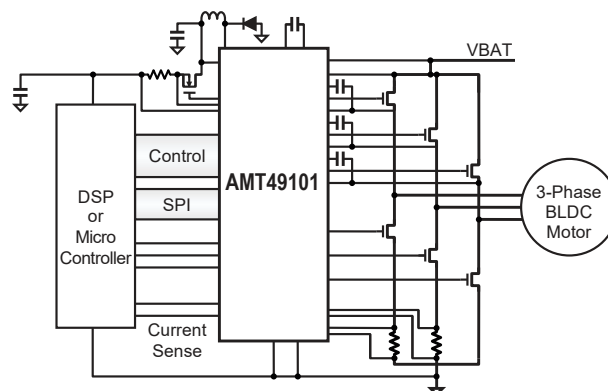 VBAT
Control
AMT49101
SPI
DSP
or
Micro
Controller
3-Phase
BLDC
Motor
Current
Sense